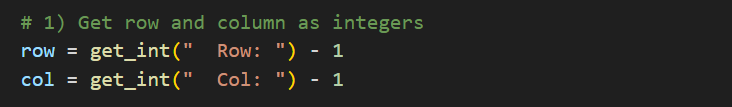 # 1) Get row and column as integers
row = get_int("  Row: ") - 1
col = get_int("  Col: ") - 1